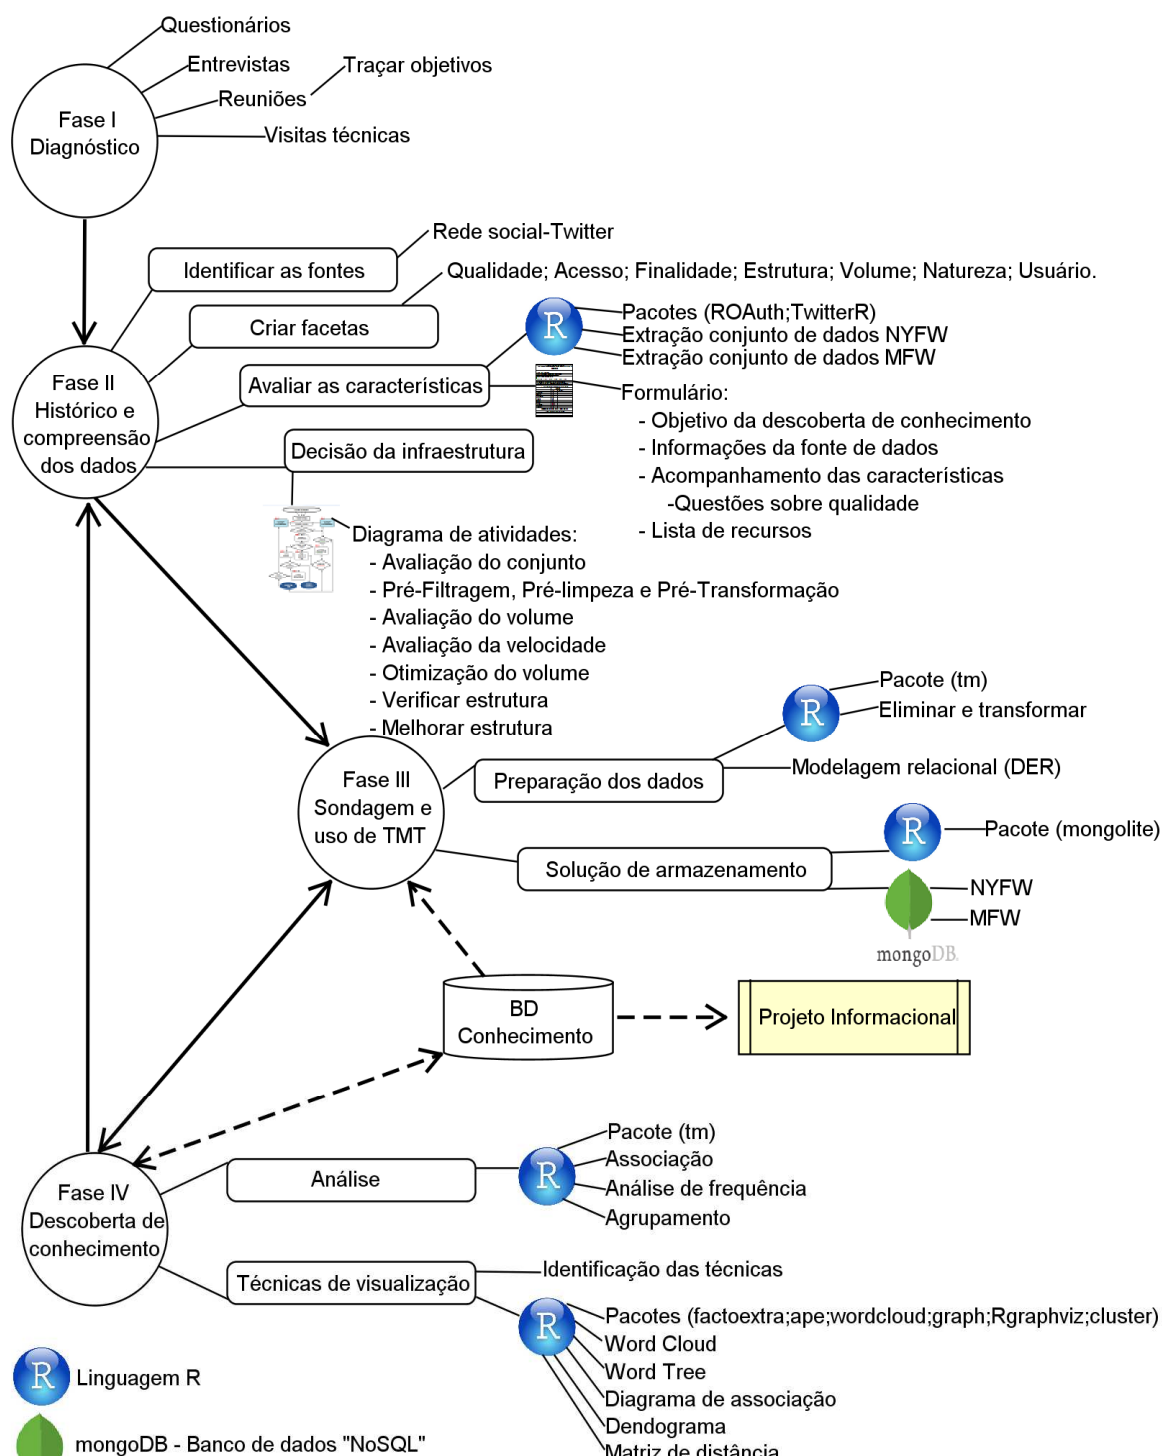 Questionários
Entrevistas
Traçar objetivos
Reuniões
Fase I
Diagnóstico
Visitas técnicas
Rede social-Twitter
Identificar as fontes
Qualidade; Acesso; Finalidade; Estrutura; Volume; Natureza; Usuário.
Criar facetas
R
Pacotes (ROAuth;TwitterR)
Extração conjunto de dados NYFW
Extração conjunto de dados MFW
Fase II
Histórico e
compreensão
dos dados
Avaliar as características
Formulário:
- Objetivo da descoberta de conhecimento
- Informações da fonte de dados
- Acompanhamento das características
-Questões sobre qualidade
- Lista de recursos
Decisão da infraestrutura
Diagrama de atividades:
- Avaliação do conjunto
- Pré-Filtragem, Pré-limpeza e Pré-Transformação
- Avaliação do volume
- Avaliação da velocidade
- Otimização do volume
- Verificar estrutura
- Melhorar estrutura
Fase III
Sondagem e
uso de TMT
Preparação dos dados
R
Pacote (tm)
Eliminar e transformar
Modelagem relacional (DER)
Solução de armazenamento
R
Pacote (mongolite)
NYFW
MFW
mongoDB.
BD
Conhecimento
Projeto Informacional
Fase IV
Descoberta de
conhecimento
Análise
R
Pacote (tm)
Associação
Análise de frequência
Agrupamento
Técnicas de visualização
Identificação das técnicas
R
Pacotes (factoextra;ape;wordcloud;graph;Rgraphviz;cluster)
Word Cloud
Word Tree
Diagrama de associação
Dendograma
Matriz de distância
R
Linguagem R
mongoDB - Banco de dados "NoSQL"